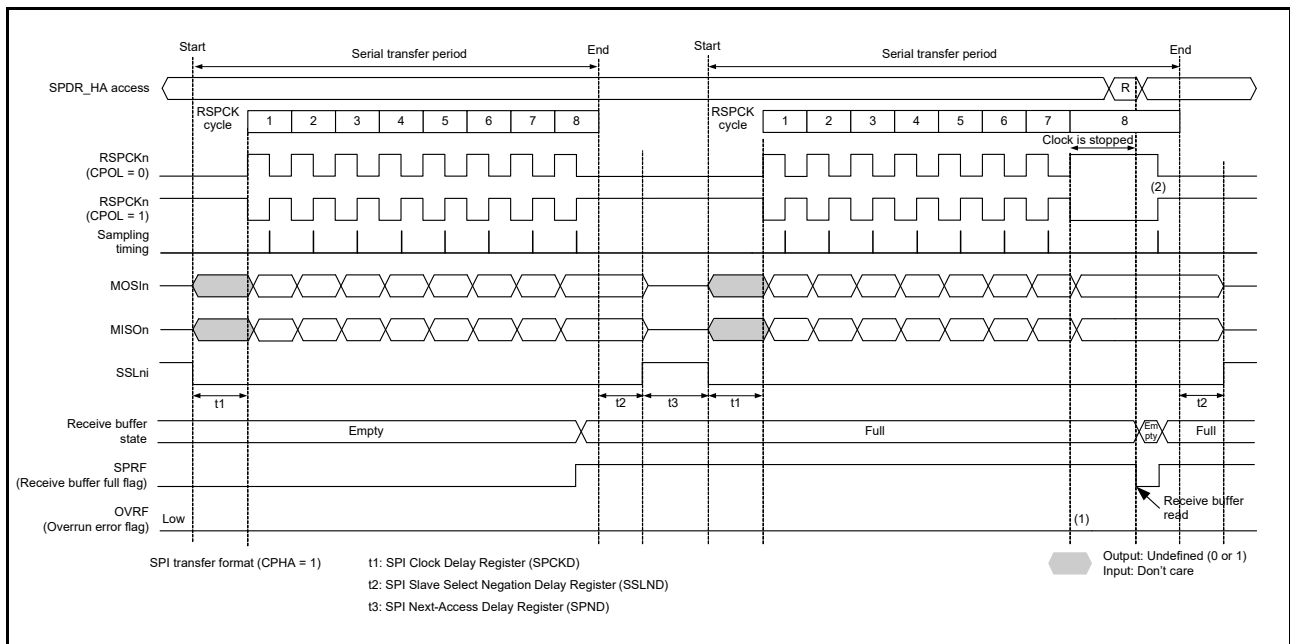 Start Serial transfer period End Start Serial transfer period End
SPDR_HA access R
RSPCK cycle 1 2 3 4 5 6 7 8 RSPCK cycle 1 2 3 4 5 6 7 8
Clock is stopped
RSPCKn
(CPOL = 0)
(2)
RSPCKn
(CPOL = 1)
Sampling
timing
MOSIn
MISOn
SSLni
t1 t2 t3 t1 t2
Receive buffer
state
Empty Full Em
pty Full
SPRF
(Receive buffer full flag)
Receive buffer
read
OVRF
(Overrun error flag)
Low (1)
SPI transfer format (CPHA = 1)
t1: SPI Clock Delay Register (SPCKD)
t2: SPI Slave Select Negation Delay Register (SSLND)
t3: SPI Next-Access Delay Register (SPND)
Output: Undefined (0 or 1)
Input: Don't care